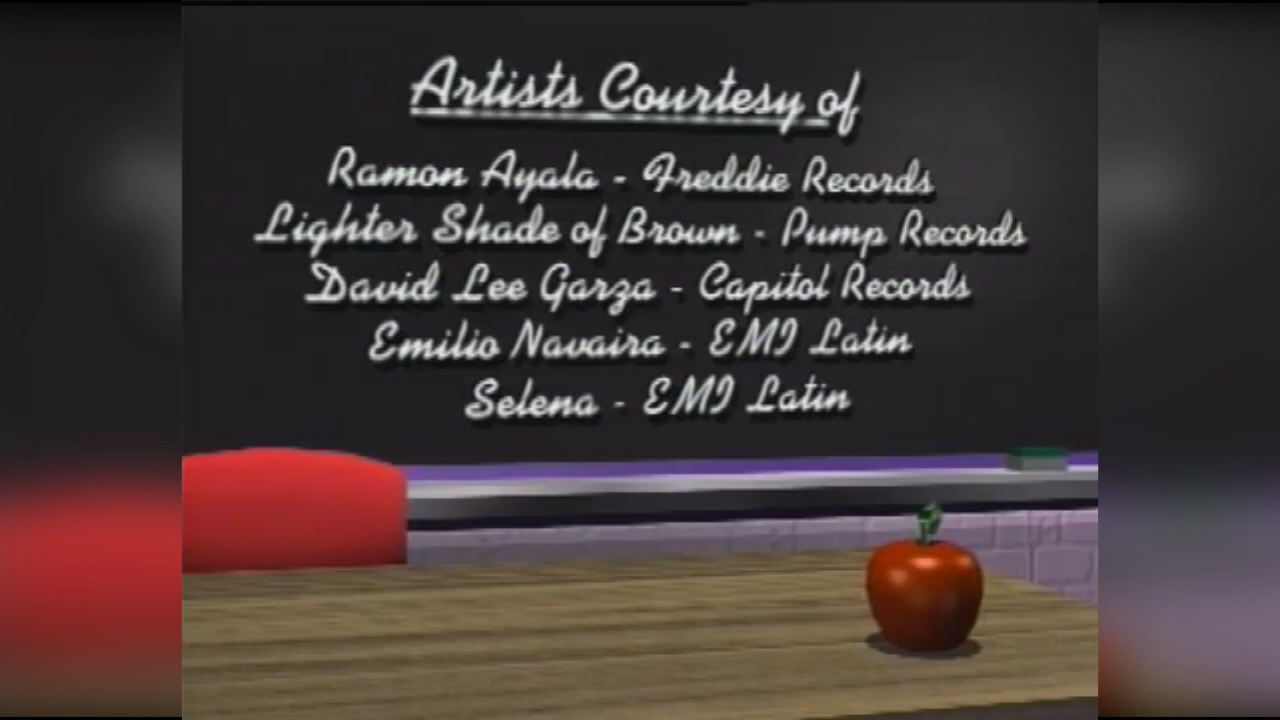 Artists Courtesy of
Ramon Ayala - Freddie Records
Lighter Shade of Brown - Pump Records
David Lee Garza - Capitol Records
Emilio Navaira - EMI Latin
Selena - EMI Latin